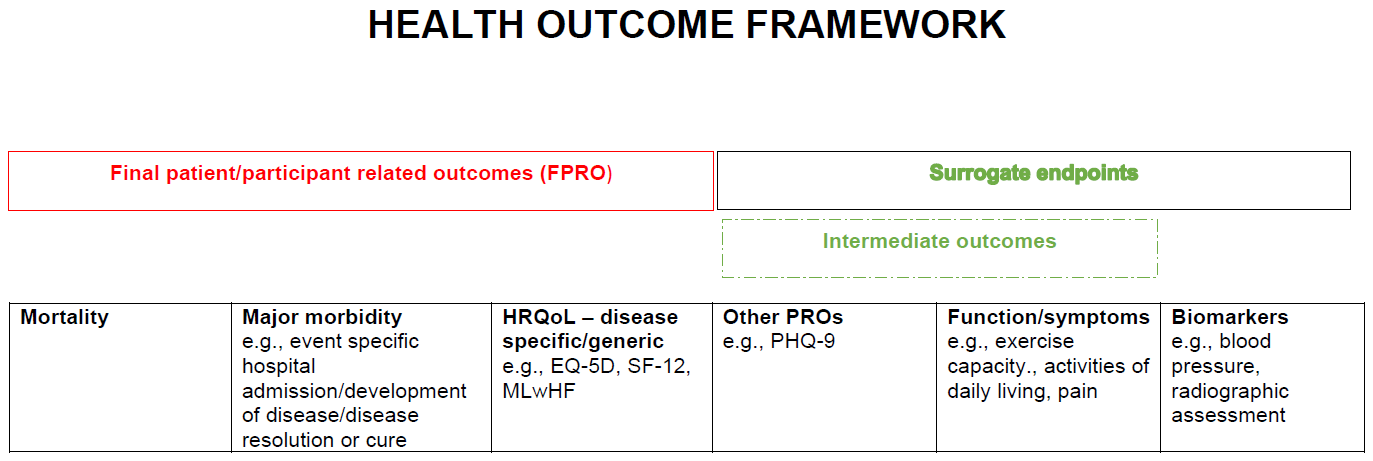 HEALTH OUTCOME FRAMEWORK
Final patient/participant related outcomes (FPRO)
Surrogate endpoints
Intermediate outcomes
Mortality
Major morbidity
e.g., event specific
hospital
admission/development
of disease/disease
resolution or cure
HRQoL – disease
specific/generic
e.g., EQ-5D, SF-12,
MLwHF
Other PROs
e.g., PHQ-9
Function/symptoms
e.g., exercise
capacity., activities of
daily living, pain
Biomarkers
e.g., blood
pressure,
radiographic
assessment